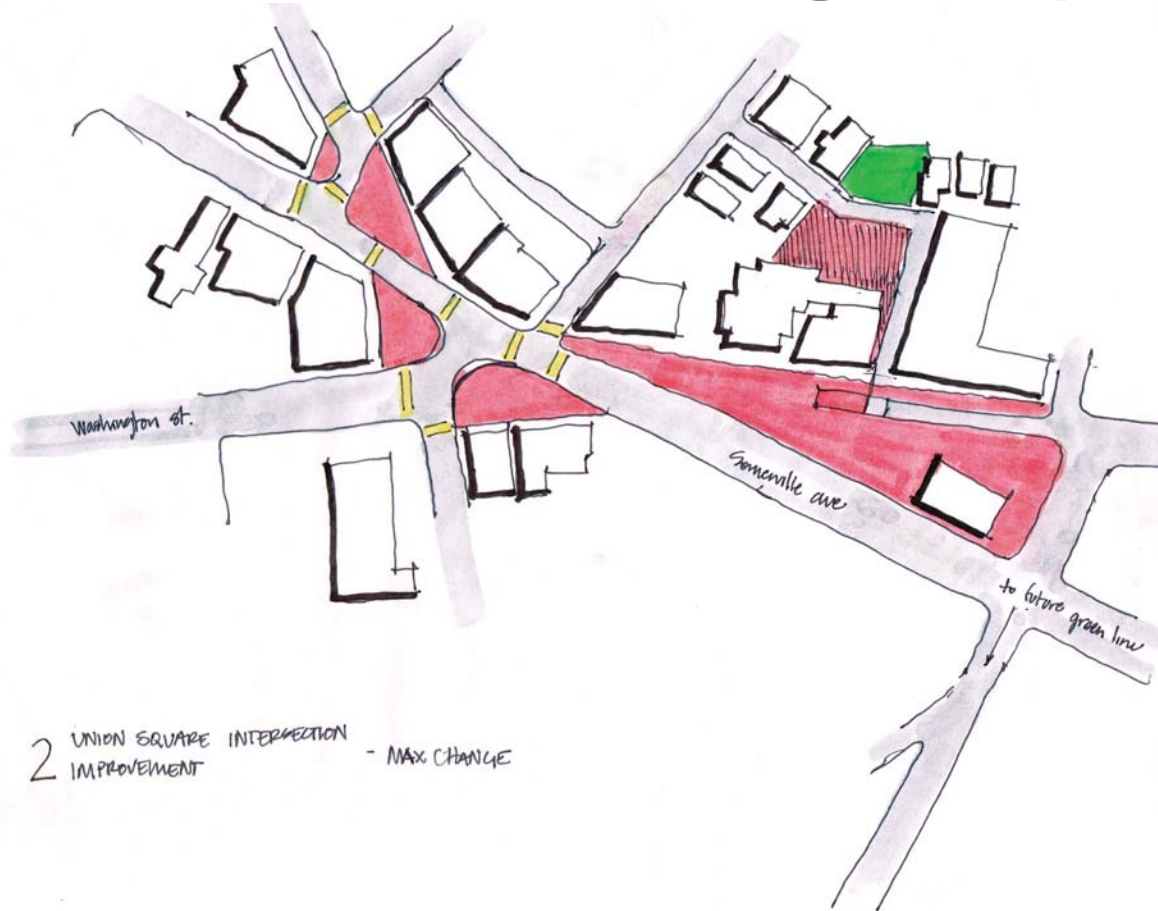 Washington St.
Somerville ave
to future
green line
2 UNION SQUARE INTERSECTION
IMPROVEMENT - MAX CHANGE